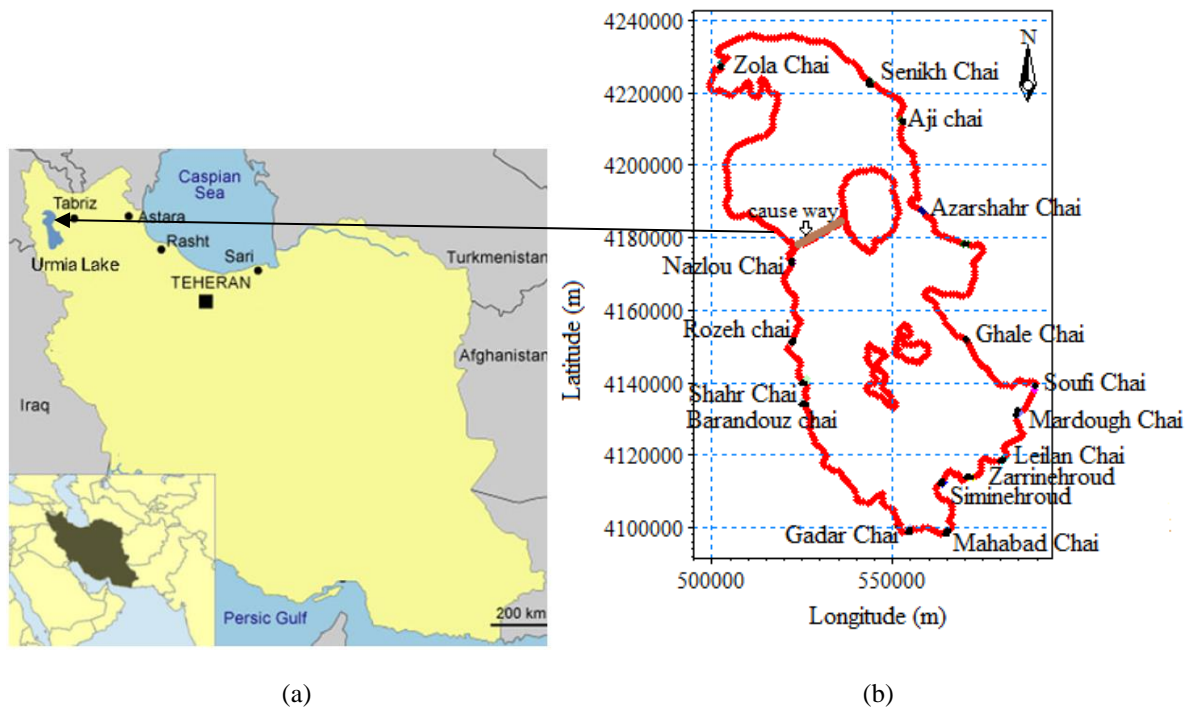 Caspian
Sea
Tabriz
Astara
Rasht
Urmia Lake
Sari
TEHERAN
Turkmenistan
Afghanistan
Iraq
Persic Gulf
200 km
(a)
4240000
4220000
4200000
4180000
4160000
4140000
4120000
4100000
Latitude (m)
N
Zola Chai
Senikh Chai
Aji chai
Azarshahr Chai
cause way
Nazlou Chai
Rozeh chai
Ghale Chai
Shahr Chai
Soufi Chai
Barandouz chai
Mardough Chai
Leilan Chai
Zarrinehroud
Siminehroud
Gadar Chai
Mahabad Chai
500000
550000
Longitude (m)
(b)